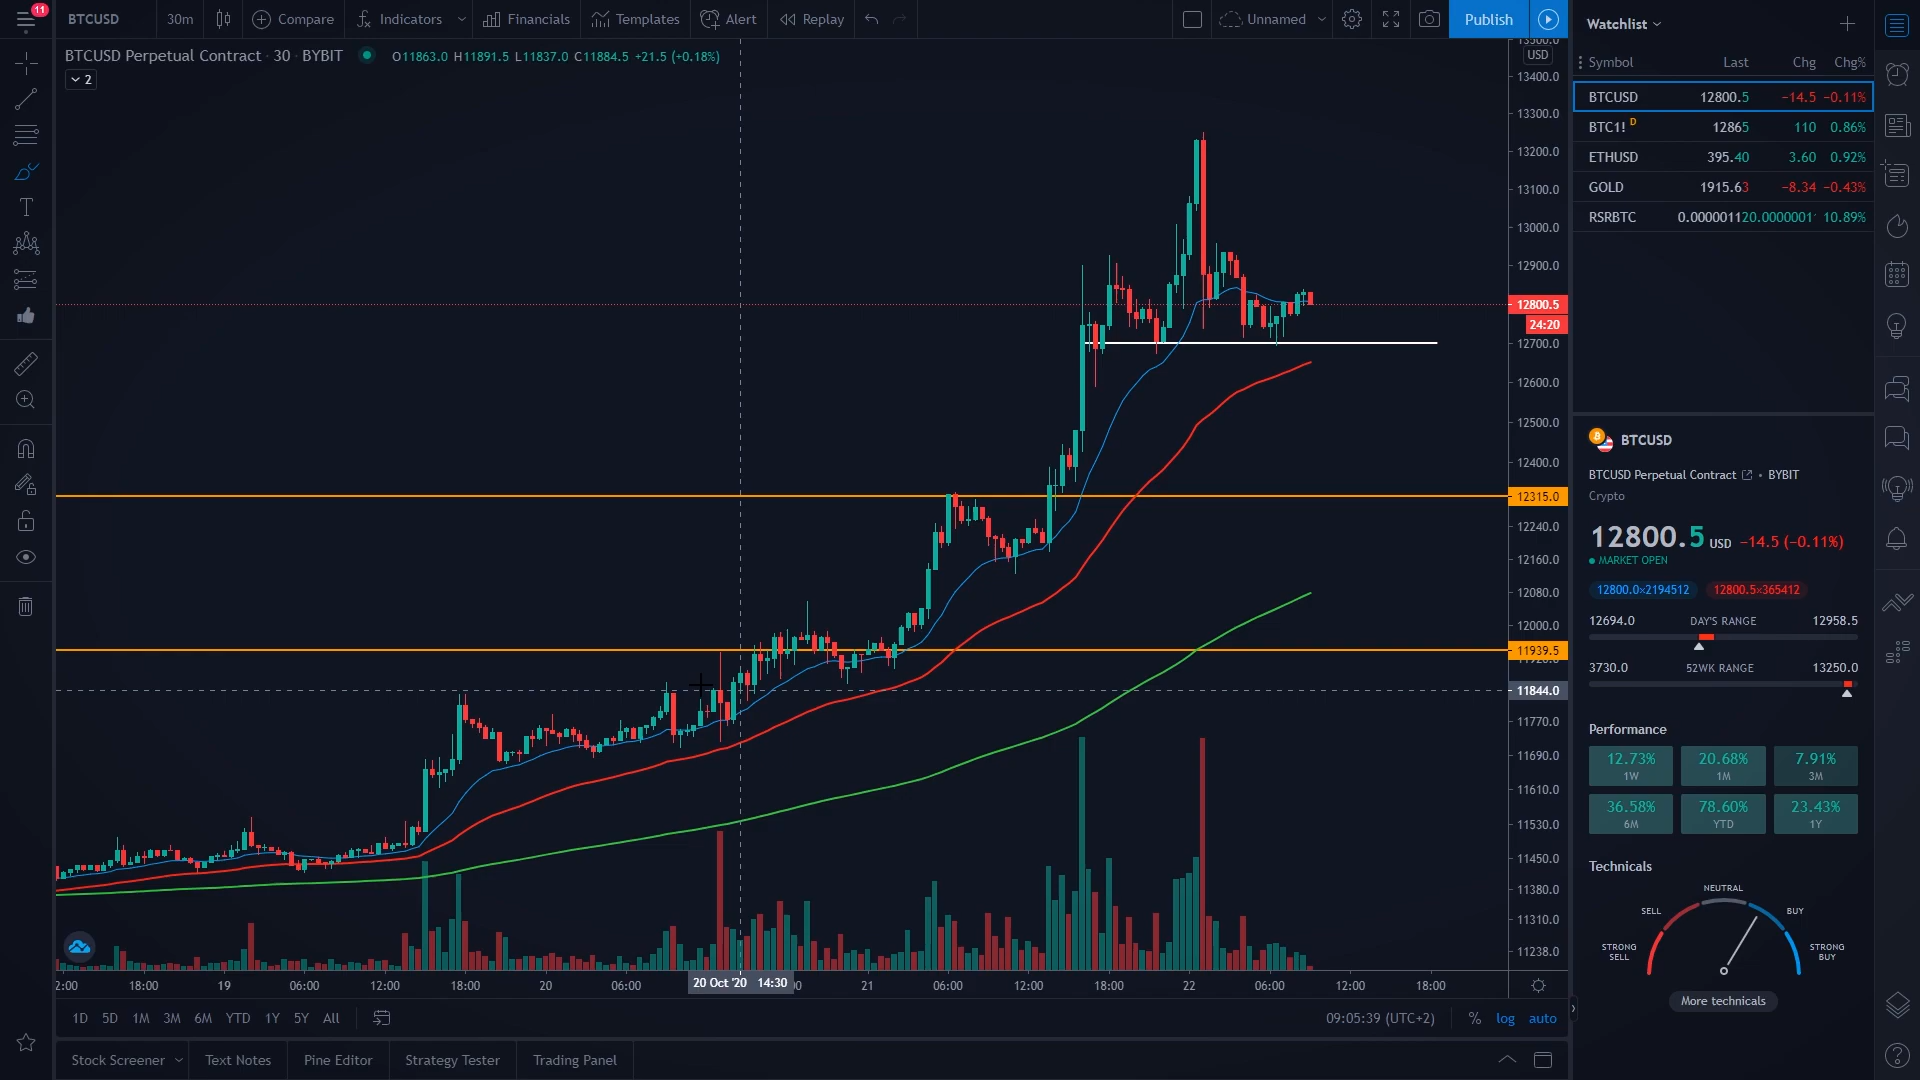 11
BTCUSD 30m Compare Indicators Financials Templates Alert Replay Unnamed Publish
BTCUSD Perpetual Contract · 30 · BYBIT O11863.0 H11891.5 L11837.0 C11884.5 +21.5 (+0.18%)
2
USD
13400.0
13300.0
13200.0
13100.0
13000.0
12900.0
12800.5
24:20
12700.0
12600.0
12500.0
12400.0
12315.0
12240.0
12160.0
12080.0
12000.0
11939.5
11844.0
11770.0
11690.0
11610.0
11530.0
11450.0
11380.0
11310.0
11238.0
18:00 19 06:00 12:00 18:00 20 06:00 20 Oct '20 14:30 21 06:00 12:00 18:00 22 06:00 12:00 18:00
1D 5D 1M 3M 6M YTD 1Y 5Y All 09:05:39 (UTC+2) % log auto
Stock Screener Text Notes Pine Editor Strategy Tester Trading Panel
Watchlist
Symbol Last Chg Chg%
BTCUSD 12800.5 −14.5 −0.11%
BTC1! D 12865 110 0.86%
ETHUSD 395.40 3.60 0.92%
GOLD 1915.63 −8.34 −0.43%
RSRBTC 0.00000112 0.0000001 10.89%
BTCUSD
BTCUSD Perpetual Contract • BYBIT
Crypto
12800.5 USD −14.5 (−0.11%)
MARKET OPEN
12800.0×2194512 12800.5×365412
12694.0 DAY'S RANGE 12958.5
3730.0 52WK RANGE 13250.0
Performance
12.73% 20.68% 7.91%
1W 1M 3M
36.58% 78.60% 23.43%
6M YTD 1Y
Technicals
NEUTRAL
SELL BUY
STRONG SELL STRONG BUY
More technicals